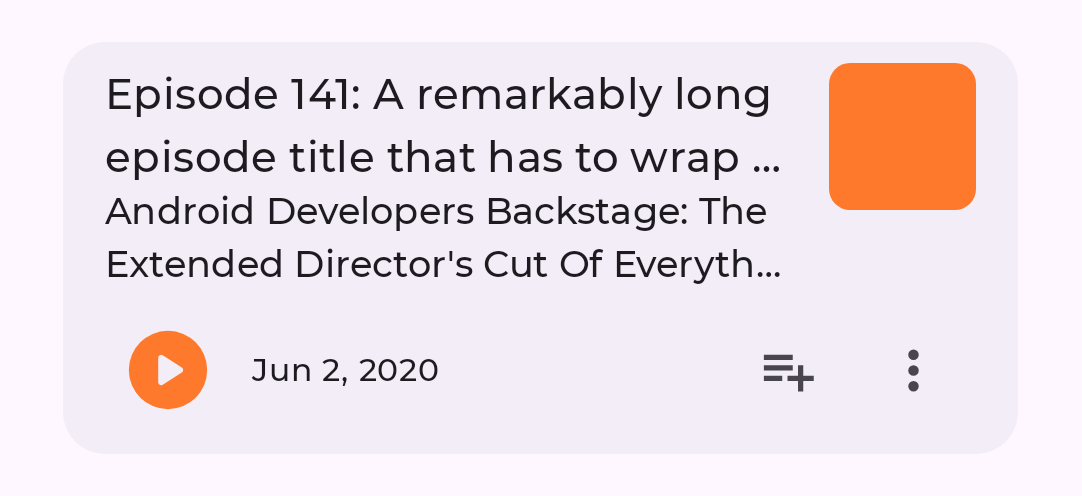 Episode 141: A remarkably long
episode title that has to wrap ...
Android Developers Backstage: The
Extended Director's Cut Of Everyth...
Jun 2, 2020